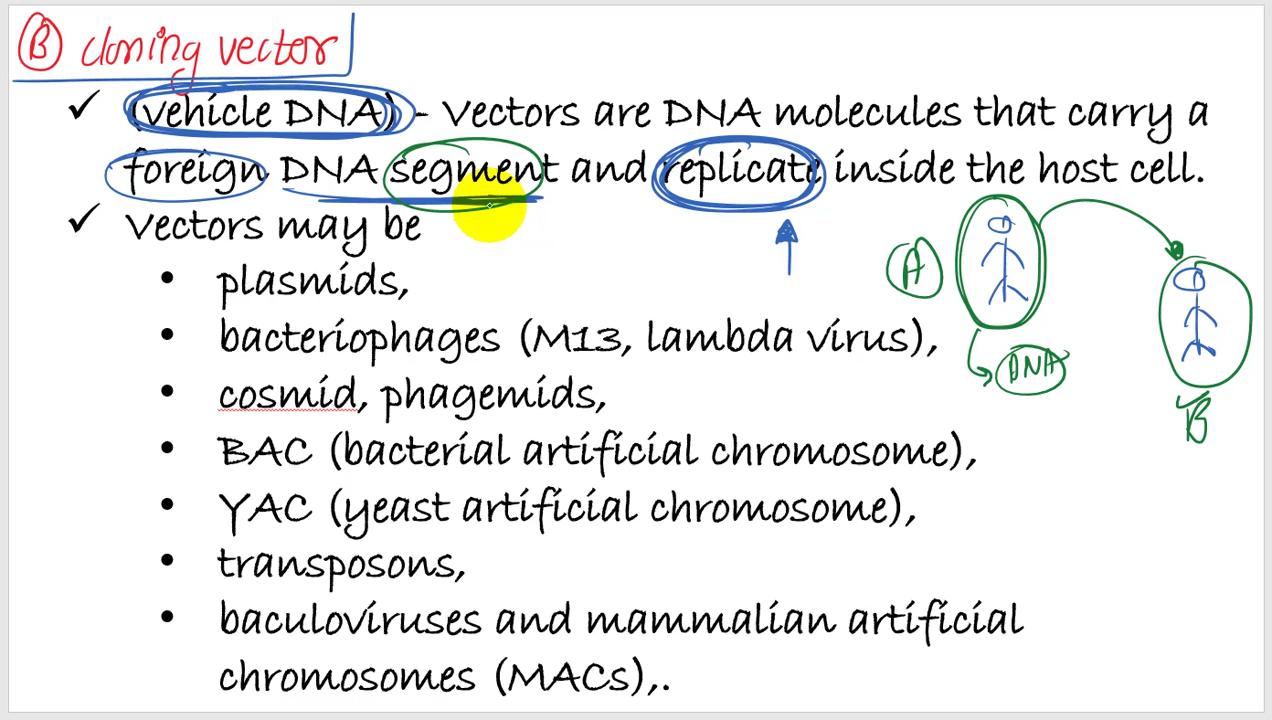 B cloning vector
✓ (vehicle DNA) - Vectors are DNA molecules that carry a
foreign DNA segment and replicate inside the host cell.
✓ Vectors may be
• plasmids,
• bacteriophages (M13, lambda virus),
• cosmid, phagemids,
• BAC (bacterial artificial chromosome),
• YAC (yeast artificial chromosome),
• transposons,
• baculoviruses and mammalian artificial
chromosomes (MACs),.
A
DNA
B